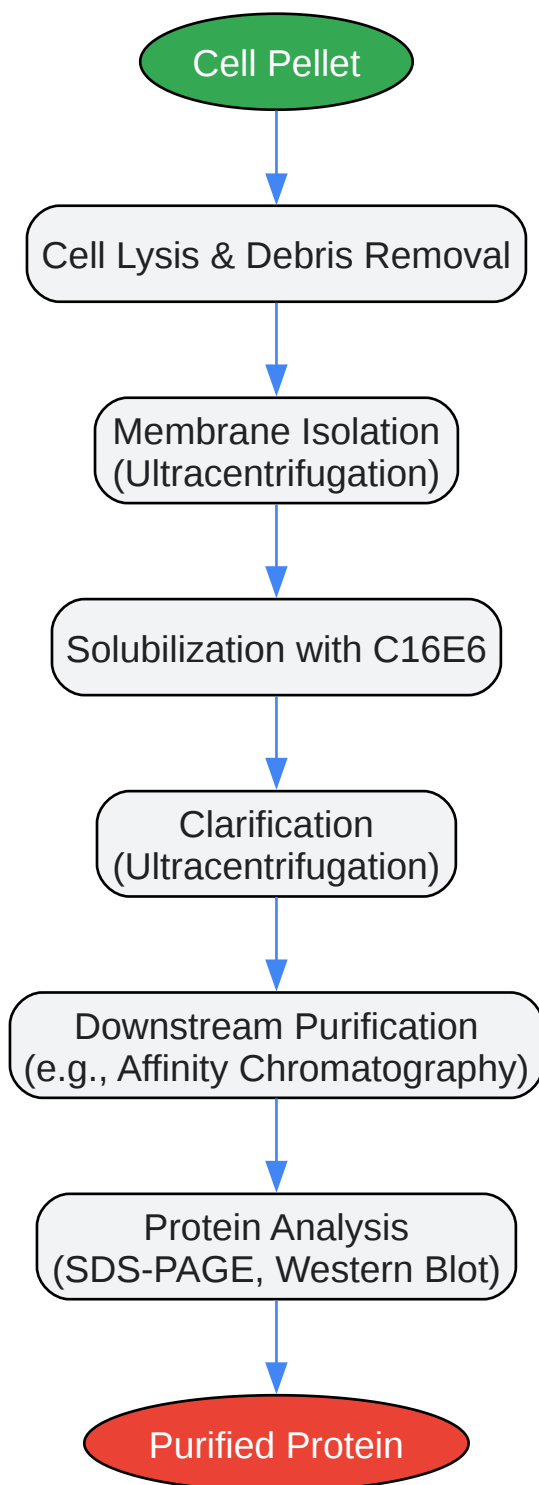 Cell Pellet
Cell Lysis & Debris Removal
Membrane Isolation
(Ultracentrifugation)
Solubilization with C16E6
Clarification
(Ultracentrifugation)
Downstream Purification
(e.g., Affinity Chromatography)
Protein Analysis
(SDS-PAGE, Western Blot)
Purified Protein